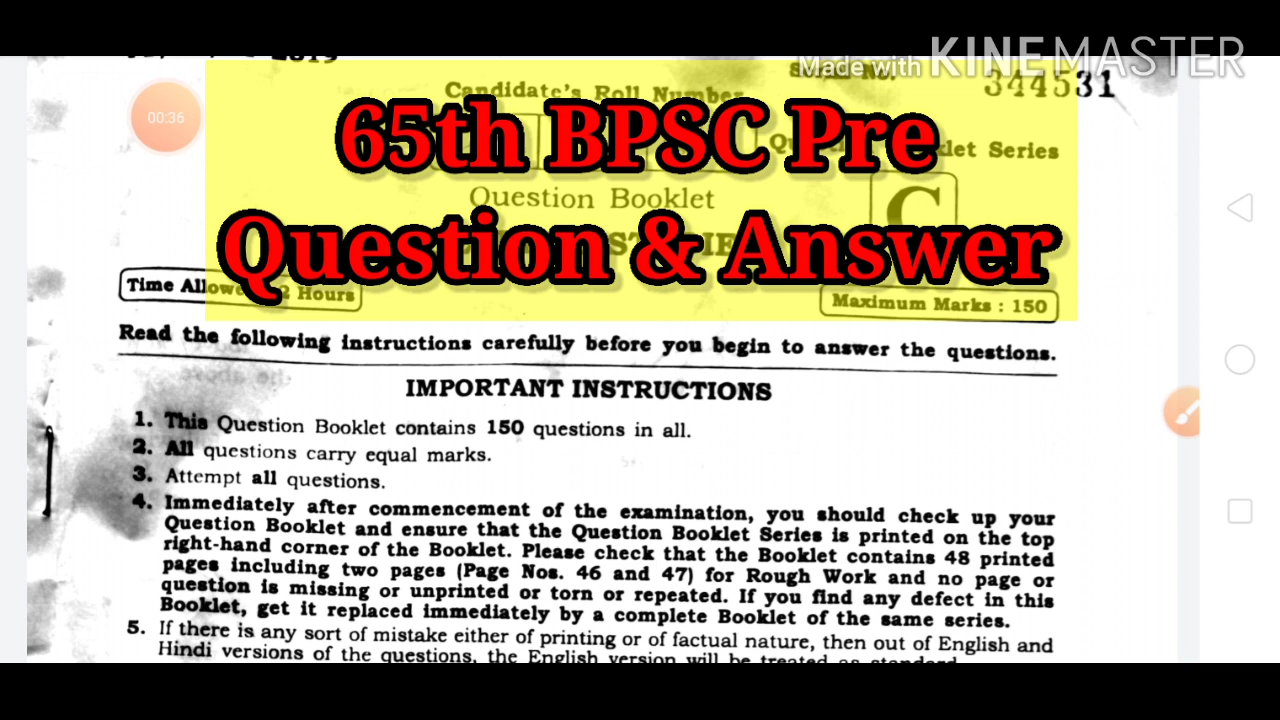 Made with KINEMASTER
2019
344531
00:36
Candidate's Roll Number
65th BPSC Pre
Question & Answer
Series
Question Booklet
C
Time Allowed : 2 Hours
Maximum Marks : 150
Read the following instructions carefully before you begin to answer the questions.
IMPORTANT INSTRUCTIONS
1. This Question Booklet contains 150 questions in all.
2. All questions carry equal marks.
3. Attempt all questions.
4. Immediately after commencement of the examination, you should check up your
Question Booklet and ensure that the Question Booklet Series is printed on the top
right-hand corner of the Booklet. Please check that the Booklet contains 48 printed
pages including two pages (Page Nos. 46 and 47) for Rough Work and no page or
question is missing or unprinted or torn or repeated. If you find any defect in this
Booklet, get it replaced immediately by a complete Booklet of the same series.
5. If there is any sort of mistake either of printing or of factual nature, then out of English and
Hindi versions of the questions, the English version will be treated as standard.